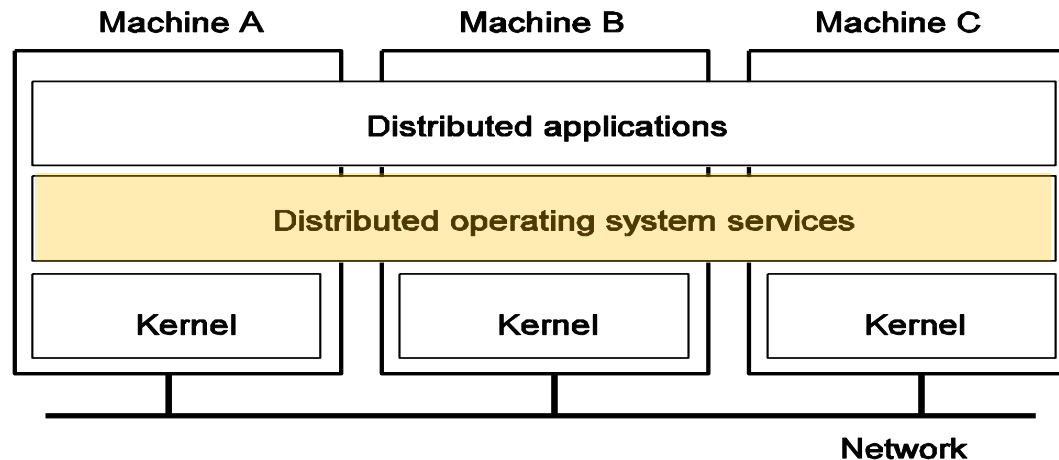 Machine A
Machine B
Machine C
Distributed applications
Distributed operating system services
Kernel
Kernel
Kernel
Network